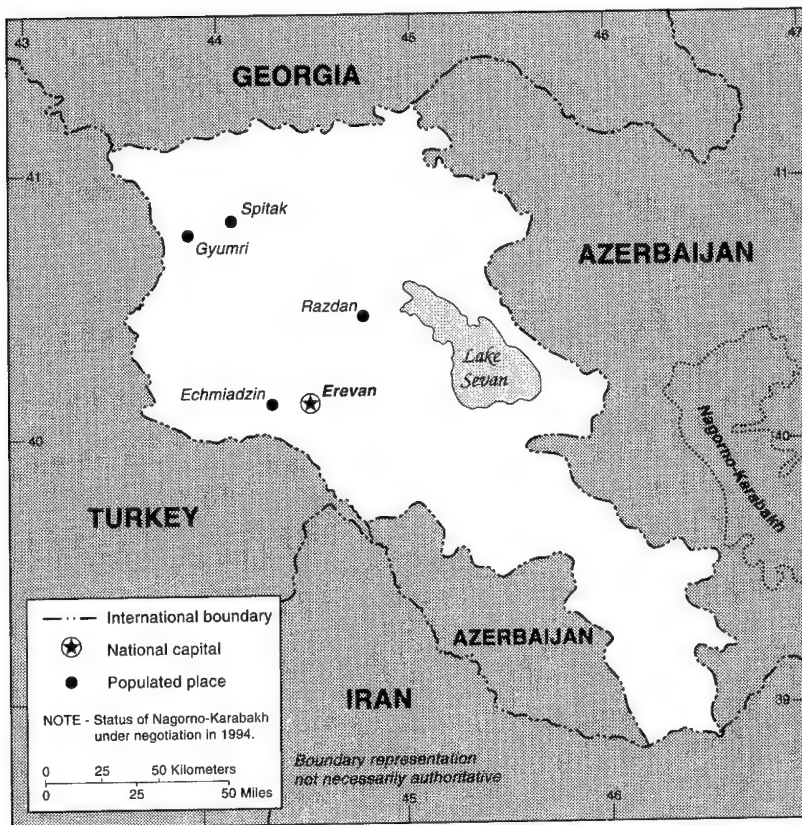 43
44
45
46
47
GEORGIA
41
41
Spitak
Gyumri
AZERBAIJAN
Razdan
Lake
Sevan
Echmiadzin
Erevan
40
40
Nagorno-Karabakh
TURKEY
International boundary
National capital
Populated place
NOTE - Status of Nagorno-Karabakh
under negotiation in 1994.
0 25 50 Kilometers
0 25 50 Miles
AZERBAIJAN
IRAN
39
Boundary representation
not necessarily authoritative
45
46